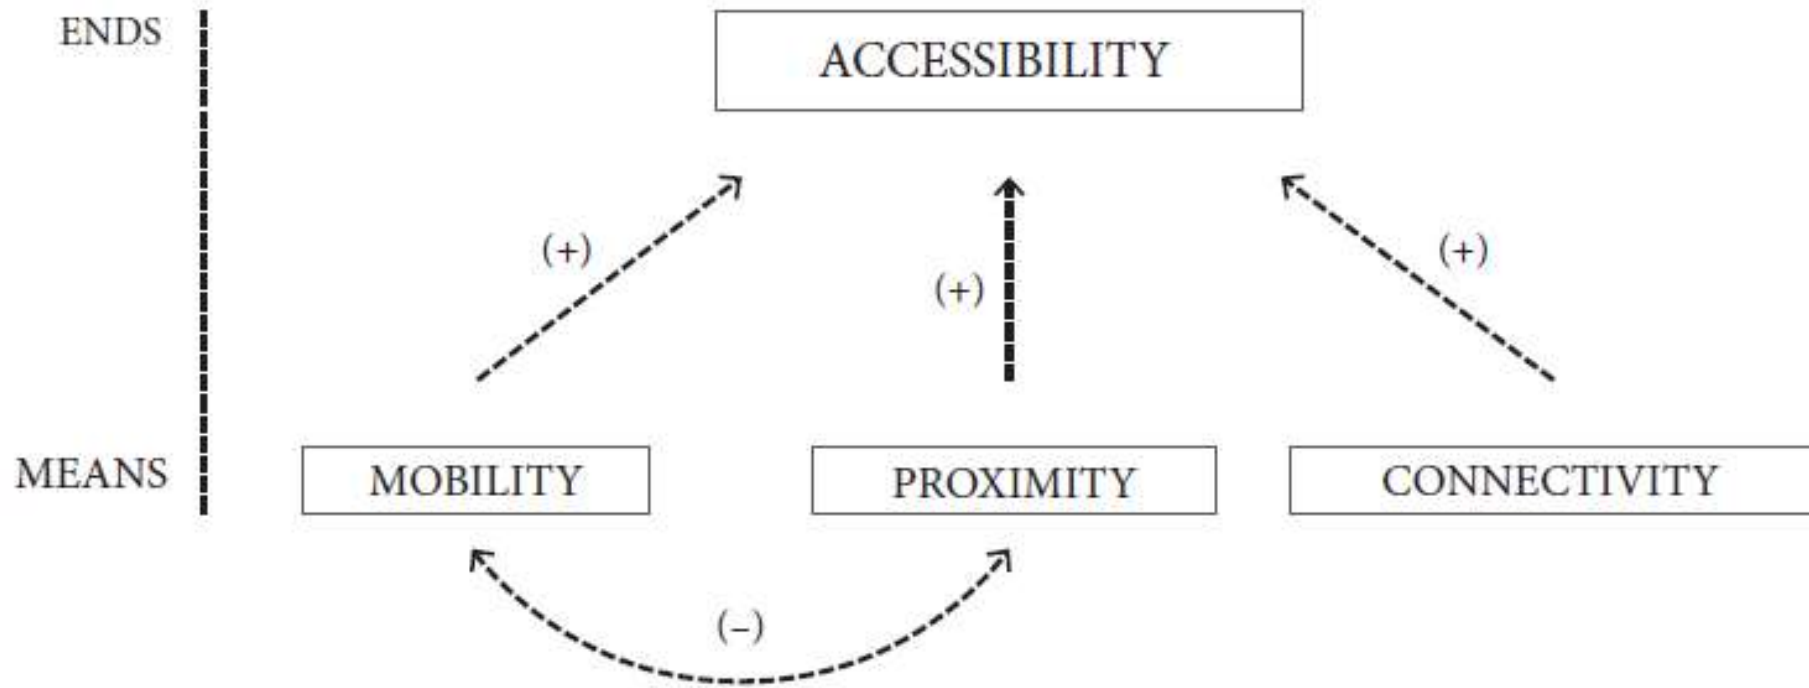 ENDS
ACCESSIBILITY
(+)
(+)
(+)
MEANS
MOBILITY
PROXIMITY
CONNECTIVITY
(–)